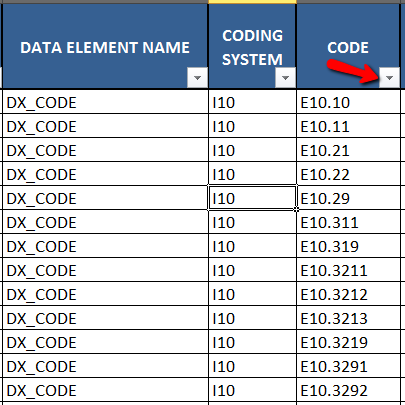 DATA ELEMENT NAME CODING SYSTEM CODE
DX_CODE I10 E10.10
DX_CODE I10 E10.11
DX_CODE I10 E10.21
DX_CODE I10 E10.22
DX_CODE I10 E10.29
DX_CODE I10 E10.311
DX_CODE I10 E10.319
DX_CODE I10 E10.3211
DX_CODE I10 E10.3212
DX_CODE I10 E10.3213
DX_CODE I10 E10.3219
DX_CODE I10 E10.3291
DX_CODE I10 E10.3292